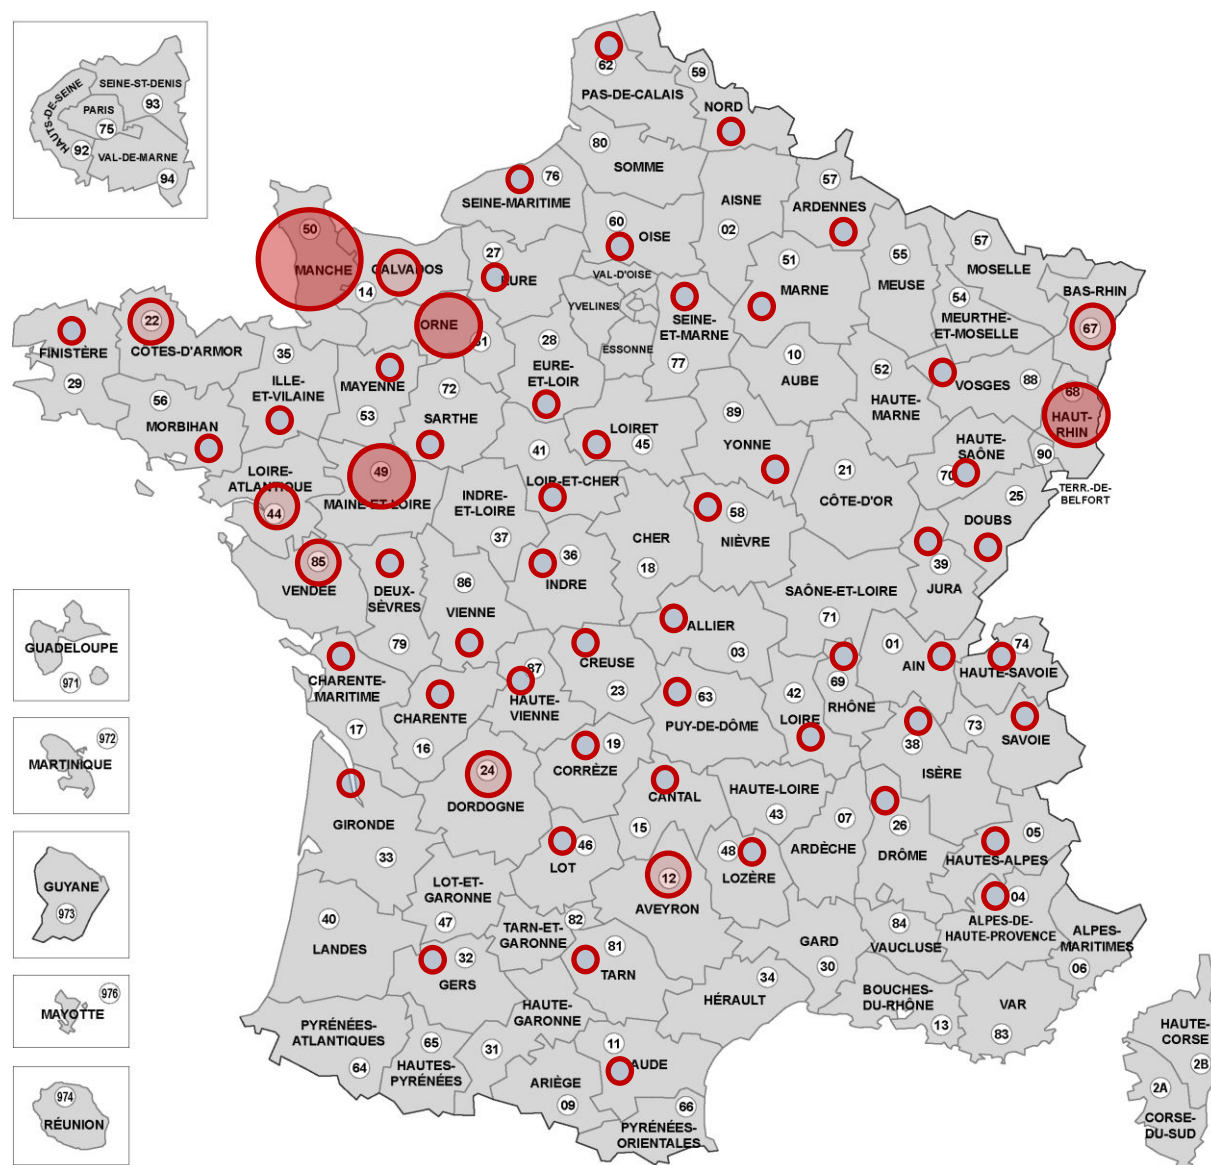 SEINE-ST-DENIS
93
HAUTS-DE-SEINE
PARIS
75
92
VAL-DE-MARNE
94
62
PAS-DE-CALAIS
59
NORD
80
SOMME
76
SEINE-MARITIME
AISNE
02
57
ARDENNES
60
OISE
50
MANCHE
CALVADOS
14
27
EURE
VAL-D'OISE
YVELINES
ESSONNE
SEINE-
ET-MARNE
77
51
MARNE
55
MEUSE
57
MOSELLE
54
MEURTHE-
ET-MOSELLE
BAS-RHIN
67
FINISTÈRE
29
22
CÔTES-D'ARMOR
35
ILLE-
ET-VILAINE
56
MORBIHAN
ORNE
61
MAYENNE
53
72
SARTHE
28
EURE-
ET-LOIR
10
AUBE
52
HAUTE-
MARNE
VOSGES
88
68
HAUT-
RHIN
LOIRET
45
89
YONNE
41
LOIR-ET-CHER
21
CÔTE-D'OR
HAUTE-
SAÔNE
70
90
TERR.-DE-
BELFORT
25
DOUBS
LOIRE-
ATLANTIQUE
44
49
MAINE-ET-LOIRE
INDRE-
ET-LOIRE
37
CHER
18
58
NIÈVRE
36
INDRE
85
VENDÉE
DEUX-
SÈVRES
79
86
VIENNE
39
JURA
SAÔNE-ET-LOIRE
71
ALLIER
03
CREUSE
23
01
AIN
74
HAUTE-SAVOIE
GUADELOUPE
971
CHARENTE-
MARITIME
17
CHARENTE
16
87
HAUTE-
VIENNE
63
PUY-DE-DÔME
42
LOIRE
69
RHÔNE
73
SAVOIE
38
ISÈRE
972
MARTINIQUE
24
DORDOGNE
19
CORRÈZE
CANTAL
15
HAUTE-LOIRE
43
07
ARDÈCHE
26
DRÔME
05
HAUTES-ALPES
GIRONDE
33
46
LOT
48
LOZÈRE
12
AVEYRON
GUYANE
973
LOT-ET-
GARONNE
47
40
LANDES
82
TARN-ET-
GARONNE
81
TARN
32
GERS
GARD
30
84
VAUCLUSE
04
ALPES-DE-
HAUTE-PROVENCE
ALPES-
MARITIMES
06
34
HÉRAULT
BOUCHES-
DU-RHÔNE
13
VAR
83
976
MAYOTTE
PYRÉNÉES-
ATLANTIQUES
64
65
HAUTES-
PYRÉNÉES
HAUTE-
GARONNE
31
ARIÈGE
09
11
AUDE
66
PYRÉNÉES-
ORIENTALES
HAUTE-
CORSE
2B
2A
CORSE-
DU-SUD
974
RÉUNION